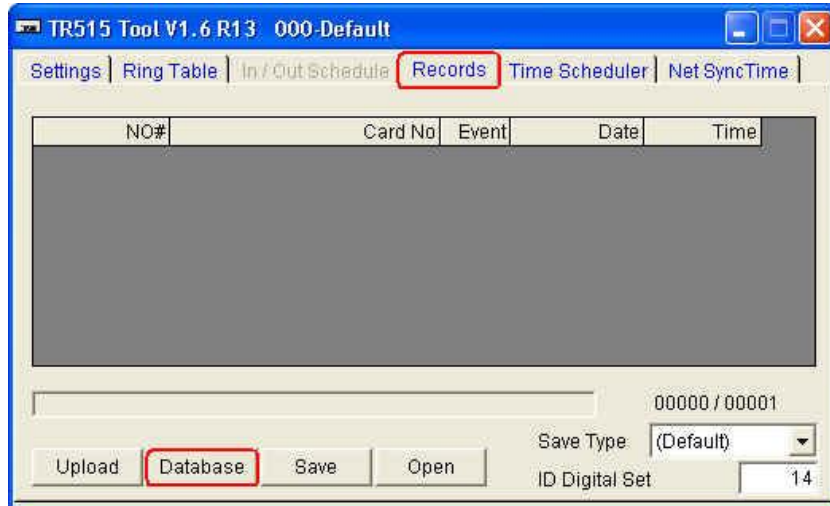 TR515 Tool V1.6 R13 000-Default
Settings Ring Table In / Out Schedule Records Time Scheduler Net SyncTime
NO# Card No Event Date Time
00000 / 00001
Save Type (Default)
Upload Database Save Open
ID Digital Set 14